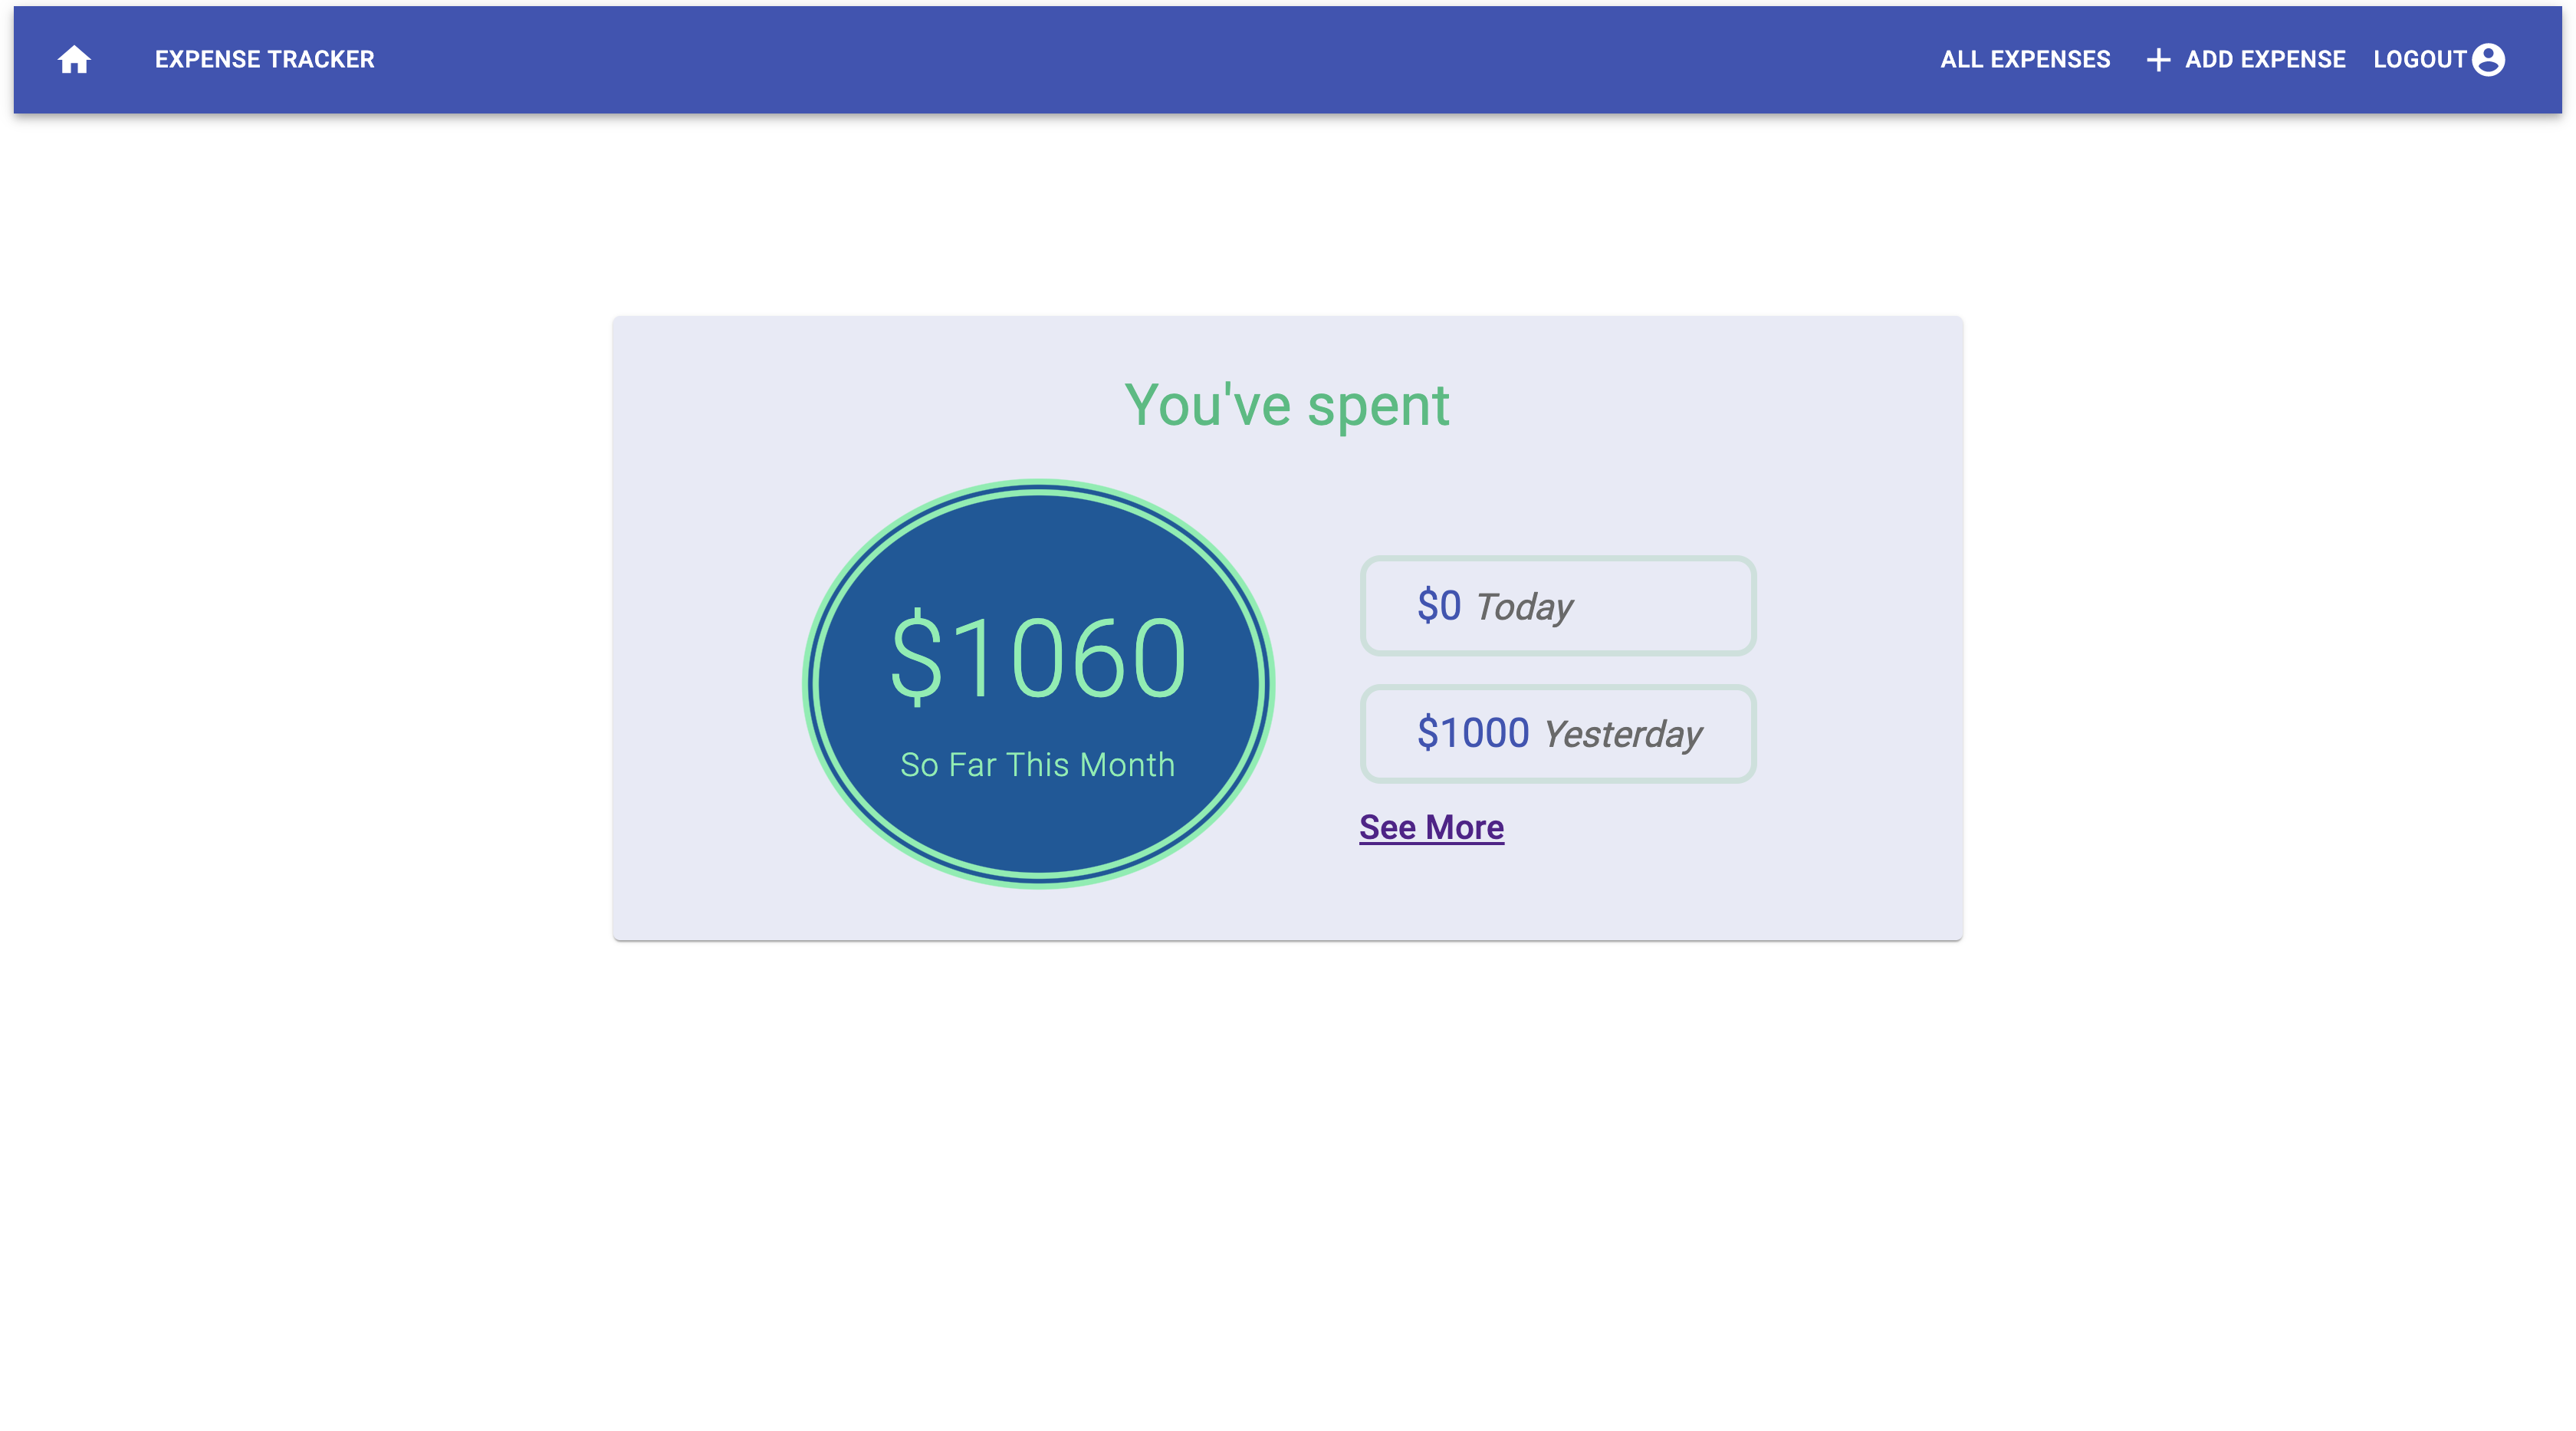 EXPENSE TRACKER
ALL EXPENSES
ADD EXPENSE
LOGOUT
You've spent
$1060
So Far This Month
$0 Today
$1000 Yesterday
See More